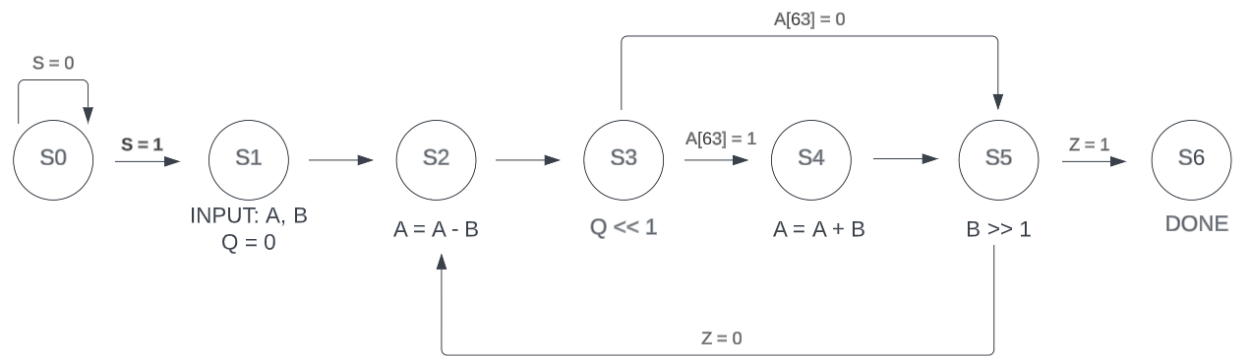 A[63] = 0
S = 0
S0
S = 1
S1
S2
S3
A[63] = 1
S4
S5
Z = 1
S6
INPUT: A, B
Q = 0
A = A - B
Q << 1
A = A + B
B >> 1
DONE
Z = 0